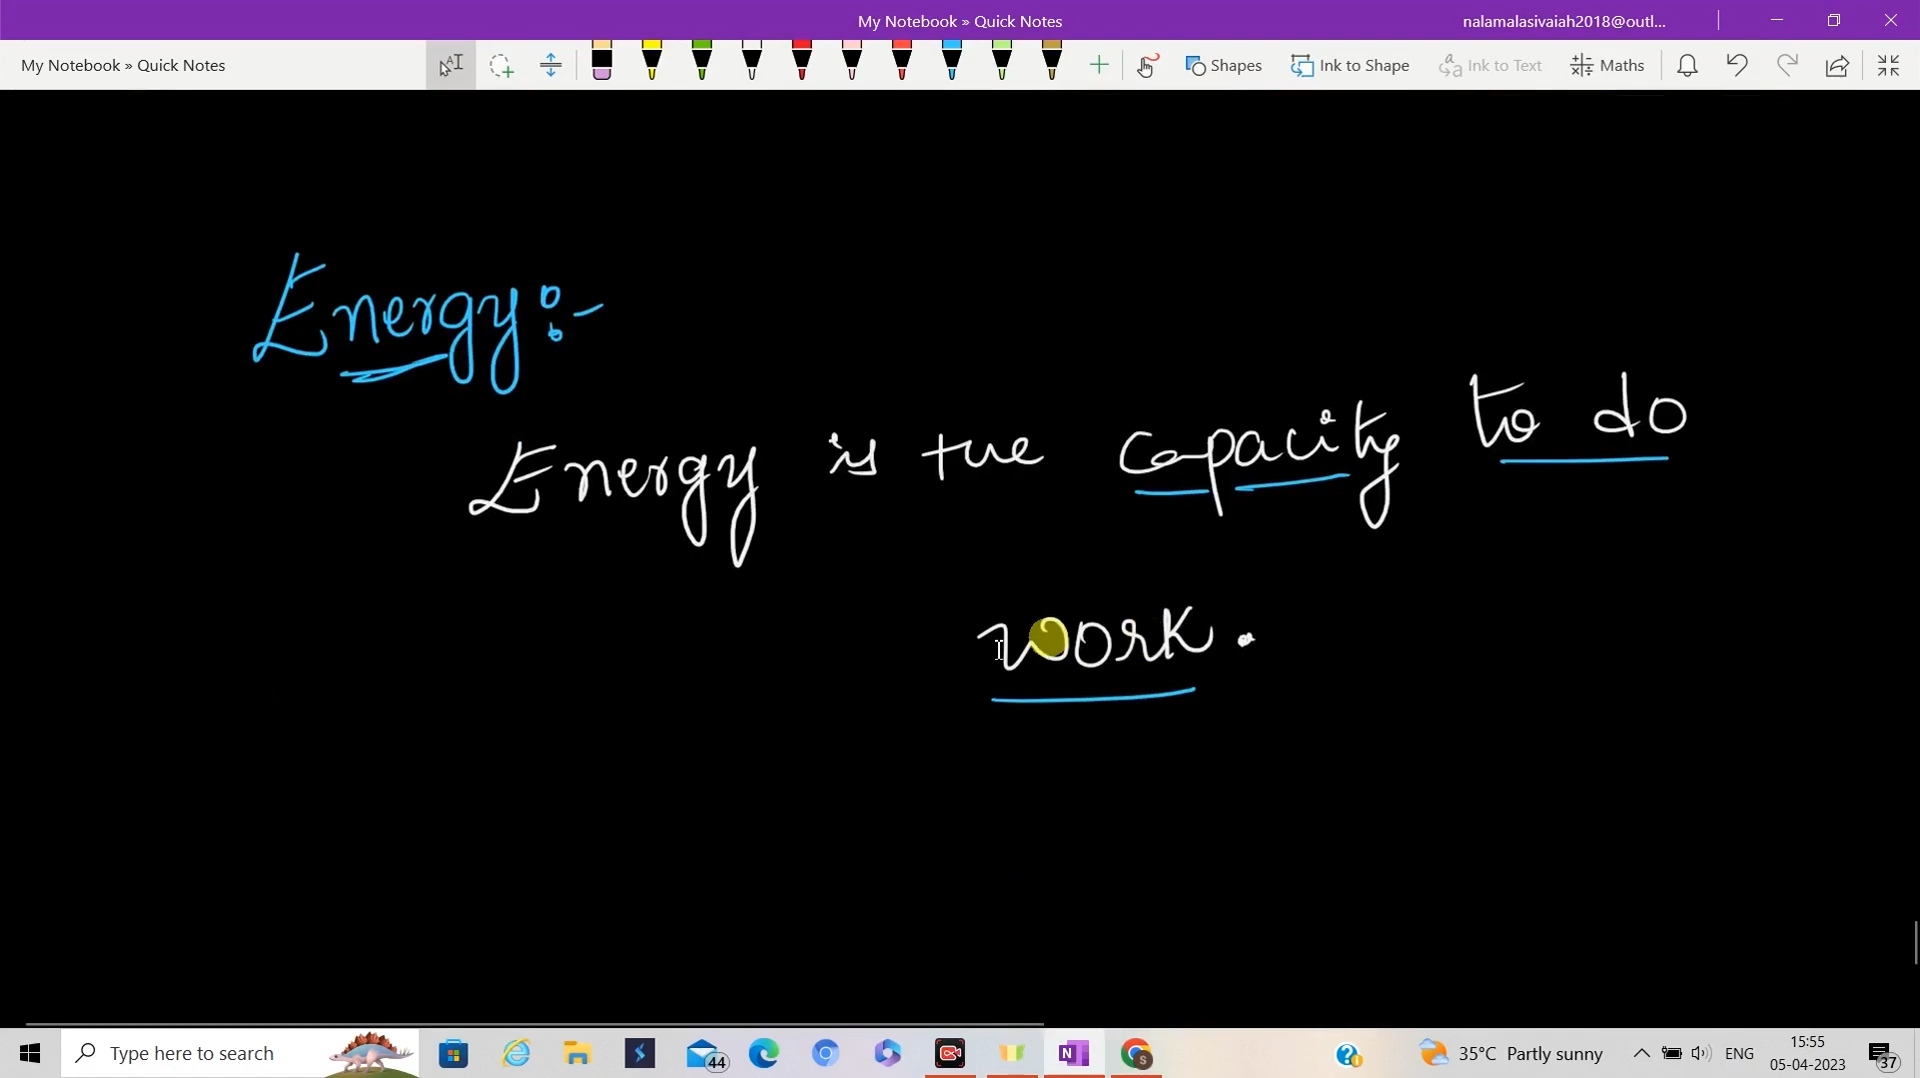 My Notebook » Quick Notes
nalamalasivaiah2018@outl...
My Notebook » Quick Notes
Shapes
Ink to Shape
Ink to Text
Maths
Energy:-
Energy is the capacity to do
work.
Type here to search
44
35°C Partly sunny
ENG
15:55
05-04-2023
37